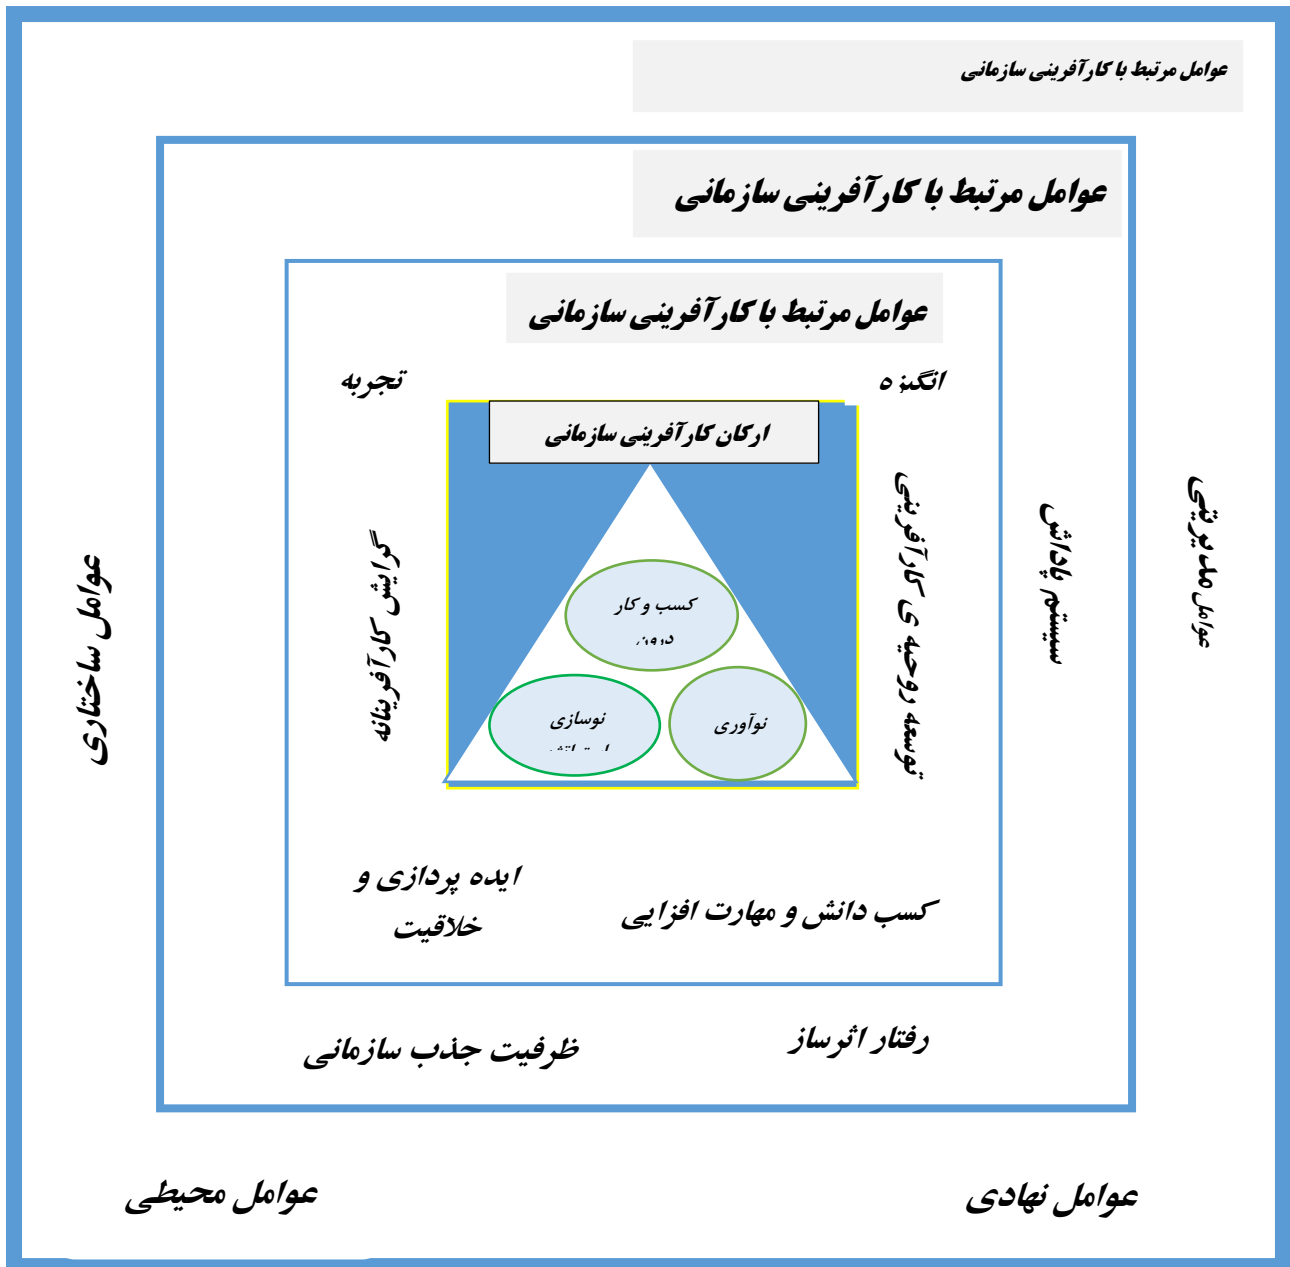 عوامل مرتبط با کارآفرینی سازمانی
عوامل مرتبط با کارآفرینی سازمانی
عوامل مرتبط با کارآفرینی سازمانی
انگیزه
تجربه
ارکان کارآفرینی سازمانی
توسعه روحیه ی کارآفرینی
سیستم پاداش
عوامل مدیریتی
گرایش کارآفرینانه
عوامل ساختاری
کسب و کار
درون
نوسازی
نوآوری
ایده پردازی و
خلاقیت
کسب دانش و مهارت افزایی
رفتار اثرساز
ظرفیت جذب سازمانی
عوامل نهادی
عوامل محیطی